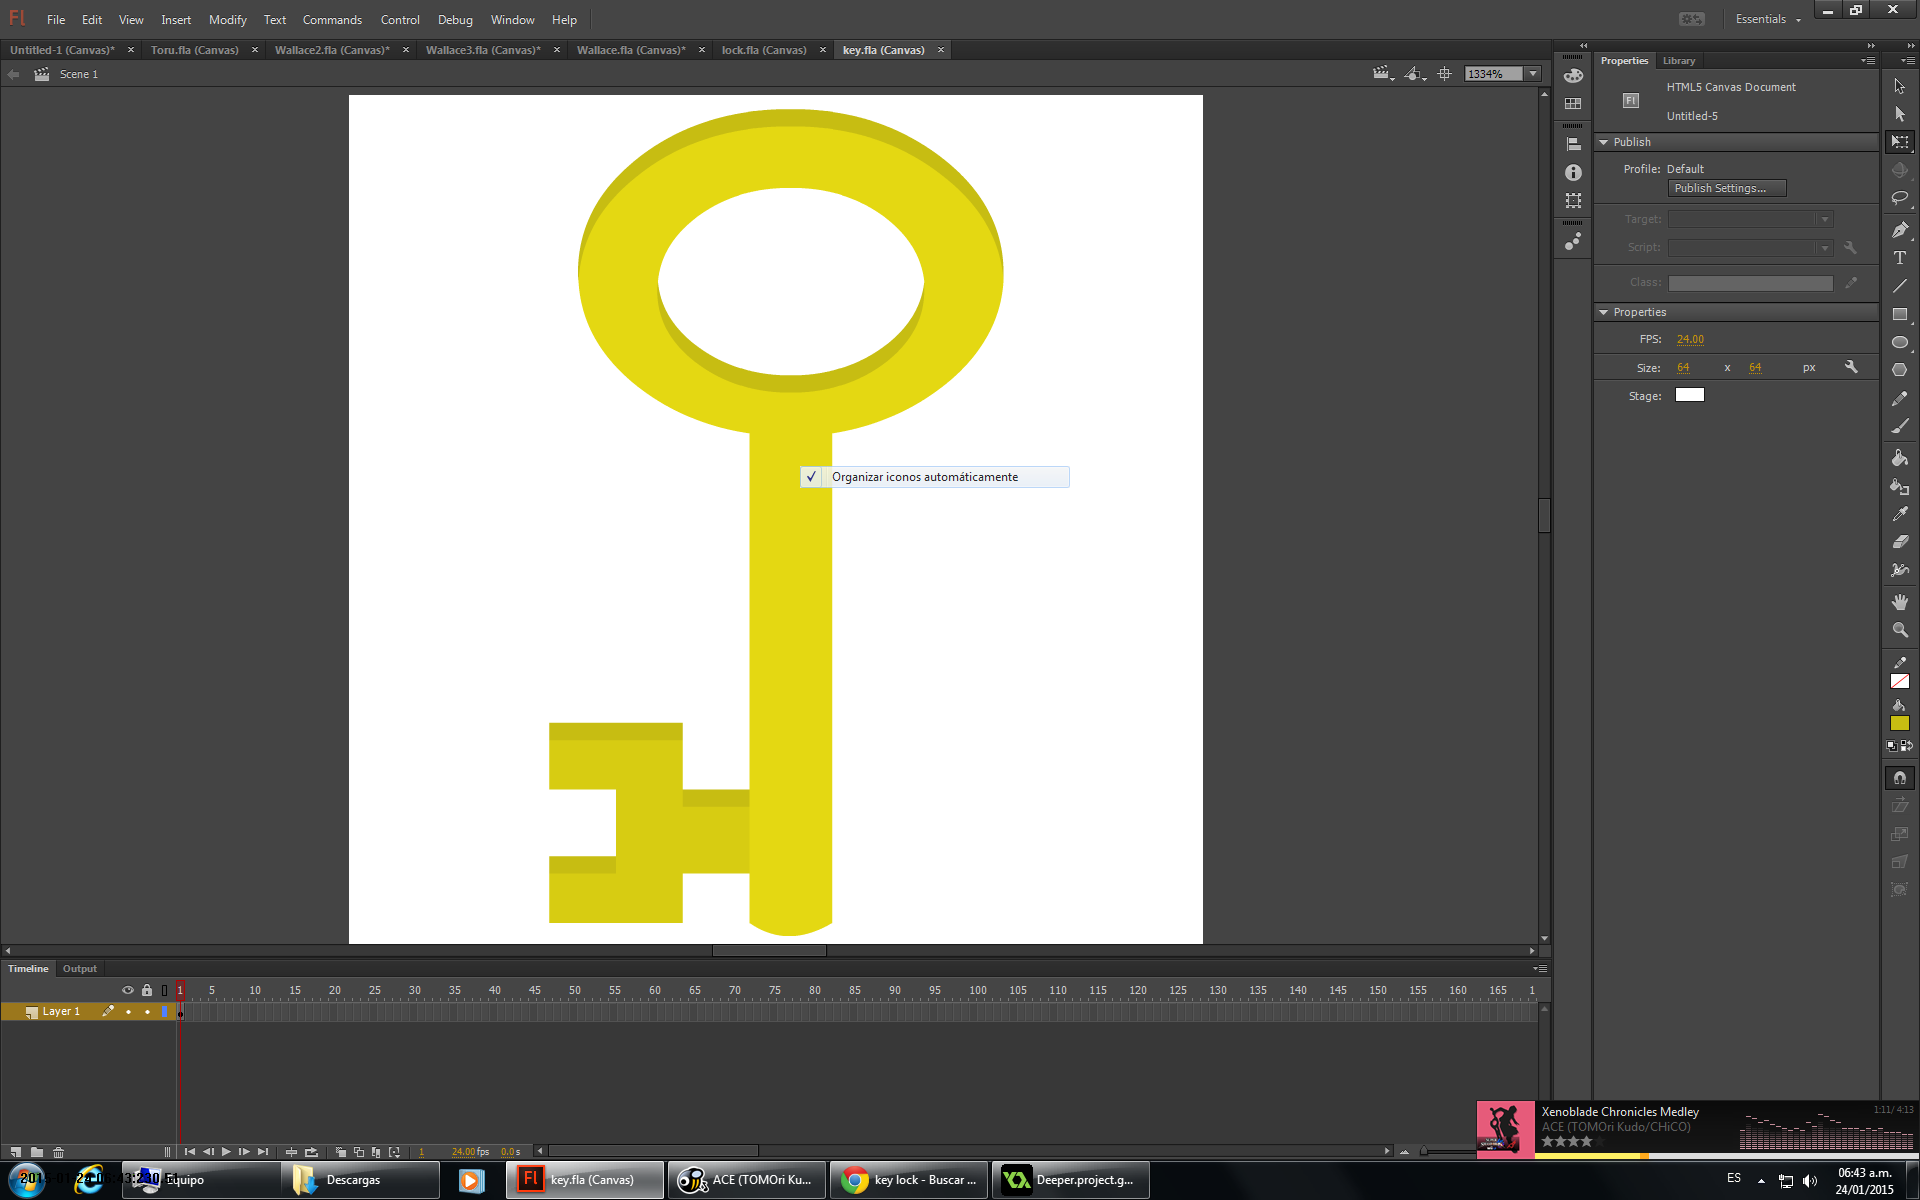 Fl File Edit View Insert Modify Text Commands Control Debug Window Help Essentials
Untitled-1 (Canvas)* Toru.fla (Canvas) Wallace2.fla (Canvas)* Wallace3.fla (Canvas)* Wallace.fla (Canvas)* lock.fla (Canvas) key.fla (Canvas)
Scene 1 1334%
Properties Library
HTML5 Canvas Document
Fl
Untitled-5
Publish
Profile: Default
Publish Settings...
Target:
Script:
Class:
Properties
FPS: 24.00
Size: 64 x 64 px
Stage:
T
Organizar iconos automáticamente
Timeline Output
1 5 10 15 20 25 30 35 40 45 50 55 60 65 70 75 80 85 90 95 100 105 110 115 120 125 130 135 140 145 150 155 160 165 1
Layer 1
1 24.00 fps 0.0 s
Xenoblade Chronicles Medley 1:11/ 4:13
ACE (TOMOri Kudo/CHiCO)
Equipo Descargas Fl key.fla (Canvas) ACE (TOMOri Ku... key lock - Buscar ... Deeper.project.g... ES
06:43 a.m.
24/01/2015